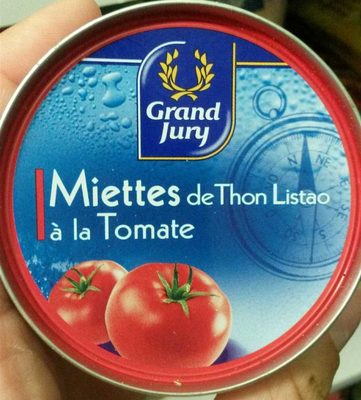 Grand
Jury
Miettes de Thon Listao
à la Tomate